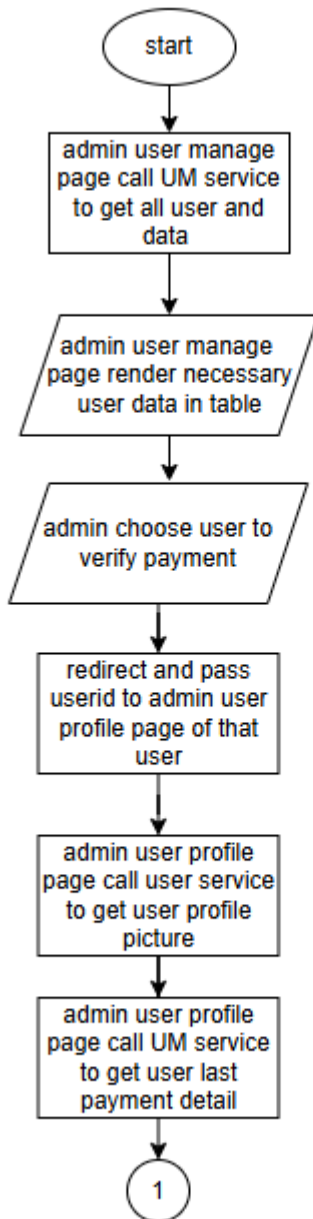 start
admin user manage
page call UM service
to get all user and
data
admin user manage
page render necessary
user data in table
admin choose user to
verify payment
redirect and pass
userid to admin user
profile page of that
user
admin user profile
page call user service
to get user profile
picture
admin user profile
page call UM service
to get user last
payment detail
1